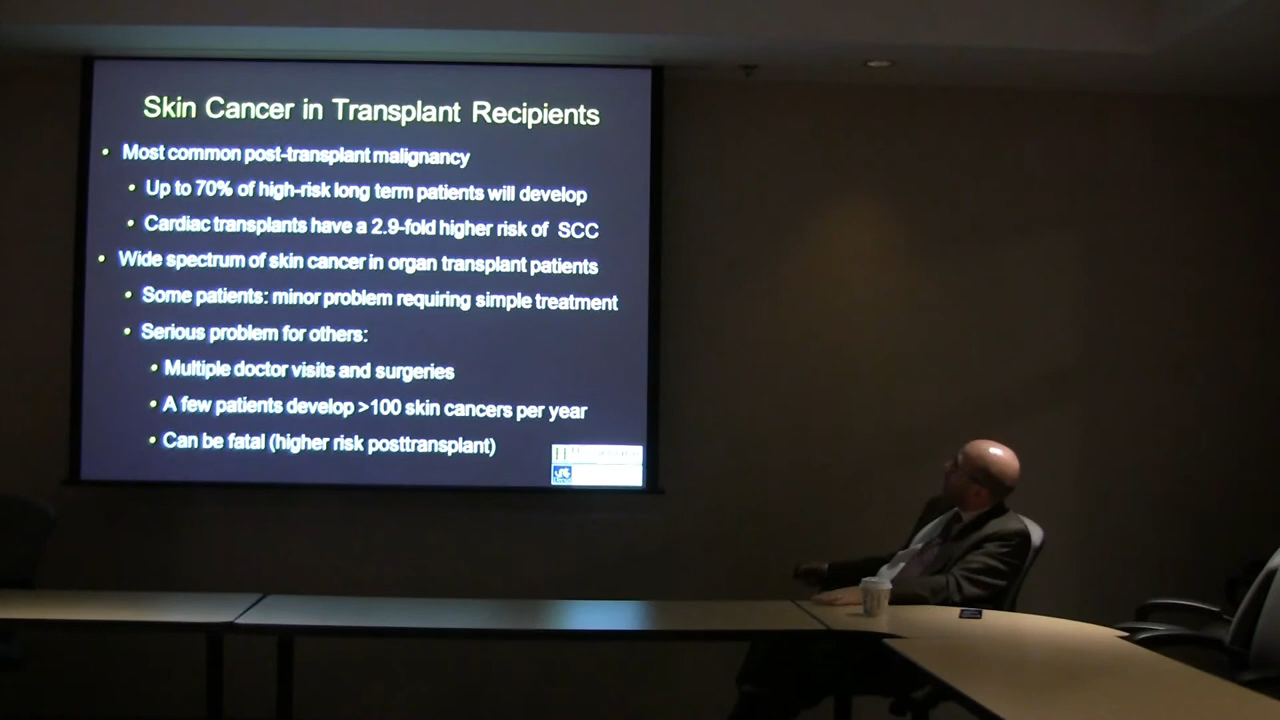 Skin Cancer in Transplant Recipients
• Most common post-transplant malignancy
• Up to 70% of high-risk long term patients will develop
• Cardiac transplants have a 2.9-fold higher risk of SCC
• Wide spectrum of skin cancer in organ transplant patients
• Some patients: minor problem requiring simple treatment
• Serious problem for others:
• Multiple doctor visits and surgeries
• A few patients develop >100 skin cancers per year
• Can be fatal (higher risk posttransplant)